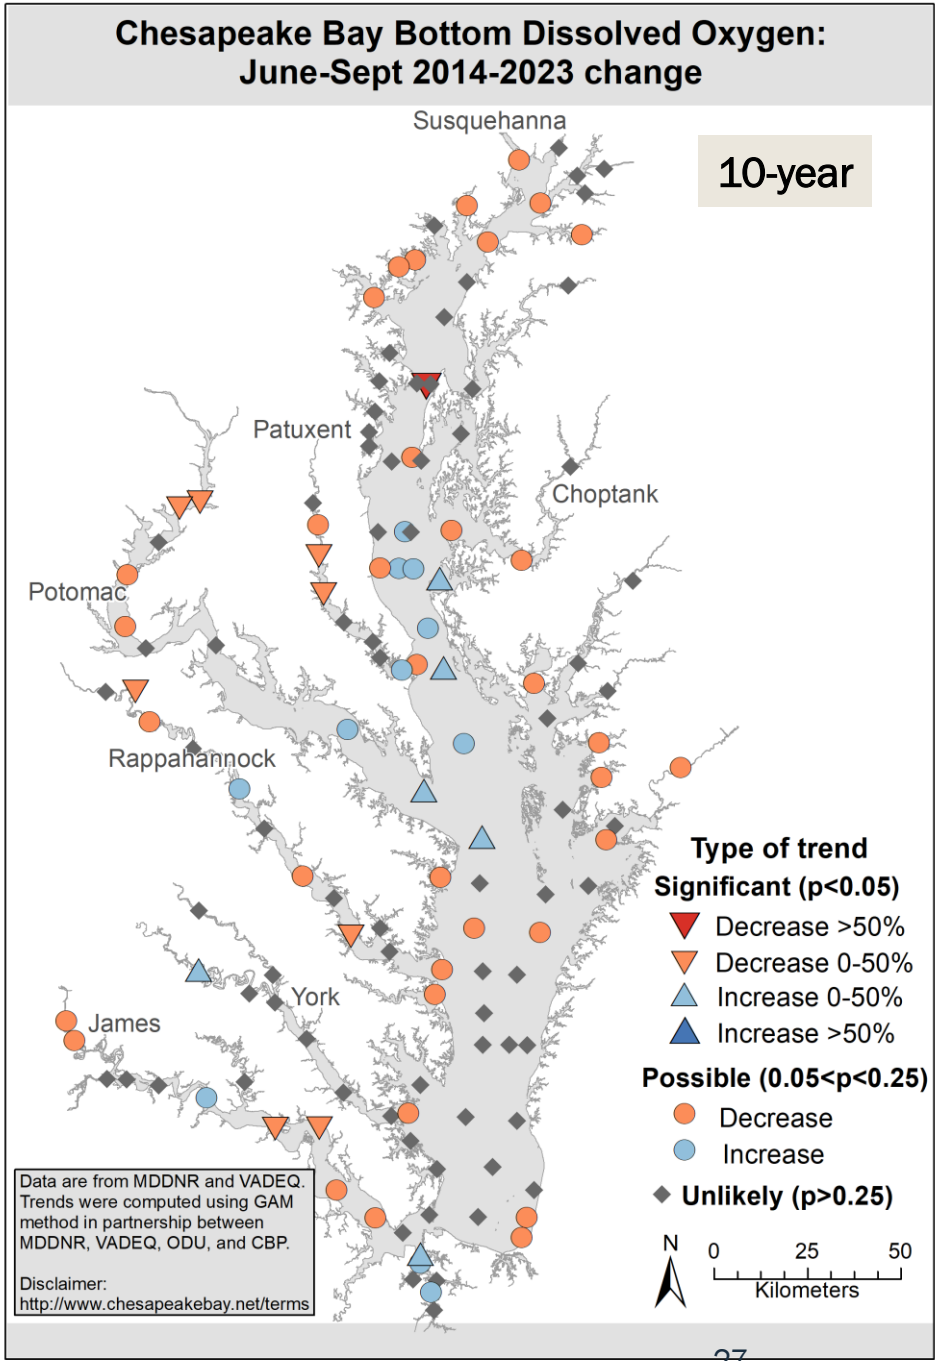 Chesapeake Bay Bottom Dissolved Oxygen:
June-Sept 2014-2023 change
Susquehanna
10-year
Patuxent
Choptank
Potomac
Rappahannock
York
James
Type of trend
Significant (p<0.05)
Decrease >50%
Decrease 0-50%
Increase 0-50%
Increase >50%
Possible (0.05<p<0.25)
Decrease
Increase
Unlikely (p>0.25)
N
0 25 50
Kilometers
Data are from MDDNR and VADEQ.
Trends were computed using GAM
method in partnership between
MDDNR, VADEQ, ODU, and CBP.
Disclaimer:
http://www.chesapeakebay.net/terms